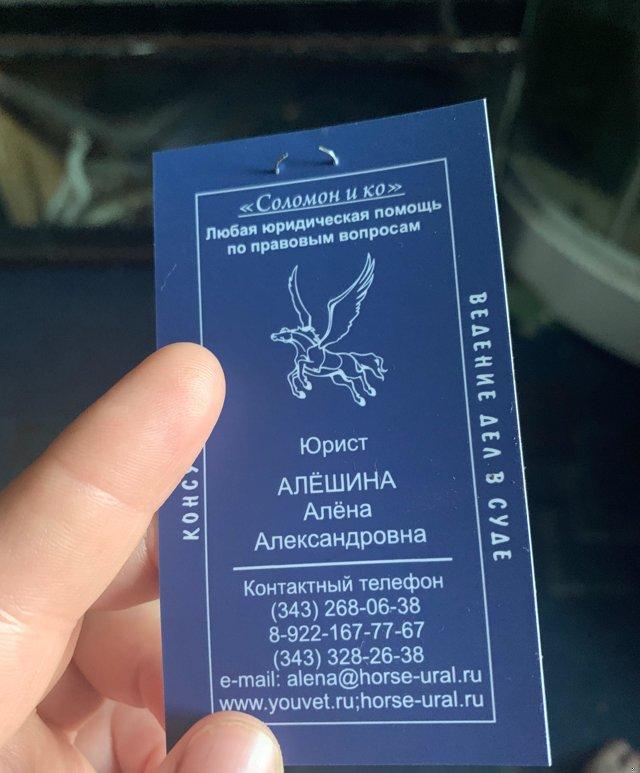 «Соломон и ко»
Любая юридическая помощь
по правовым вопросам
ВЕДЕНИЕ ДЕЛ В СУДЕ
Юрист
АЛЁШИНА
Алёна
Александровна
Контактный телефон
(343) 268-06-38
8-922-167-77-67
(343) 328-26-38
e-mail: alena@horse-ural.ru
www.youvet.ru;horse-ural.ru